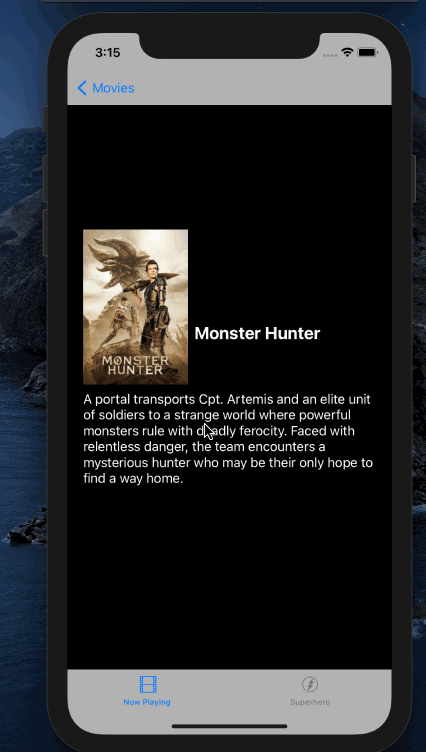 3:15
Movies
MONSTER
HUNTER
Monster Hunter
A portal transports Cpt. Artemis and an elite unit
of soldiers to a strange world where powerful
monsters rule with deadly ferocity. Faced with
relentless danger, the team encounters a
mysterious hunter who may be their only hope to
find a way home.
Now Playing
Superhero